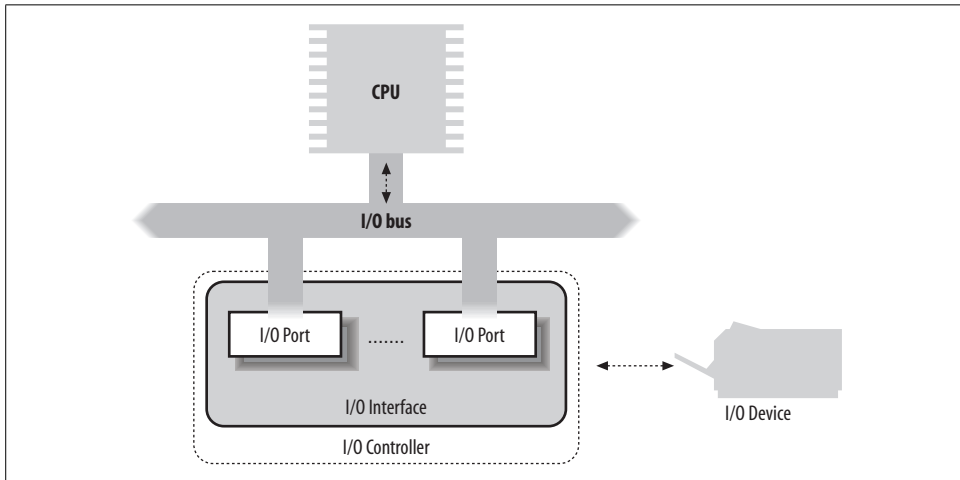 CPU
I/O bus
I/O Port
.......
I/O Port
I/O Interface
I/O Controller
I/O Device